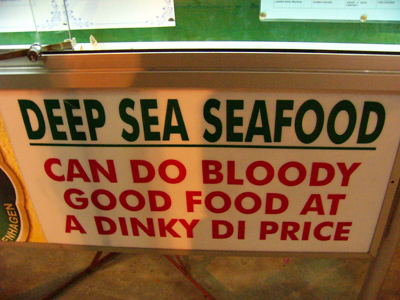 DEEP SEA SEAFOOD
CAN DO BLOODY
GOOD FOOD AT
A DINKY DI PRICE